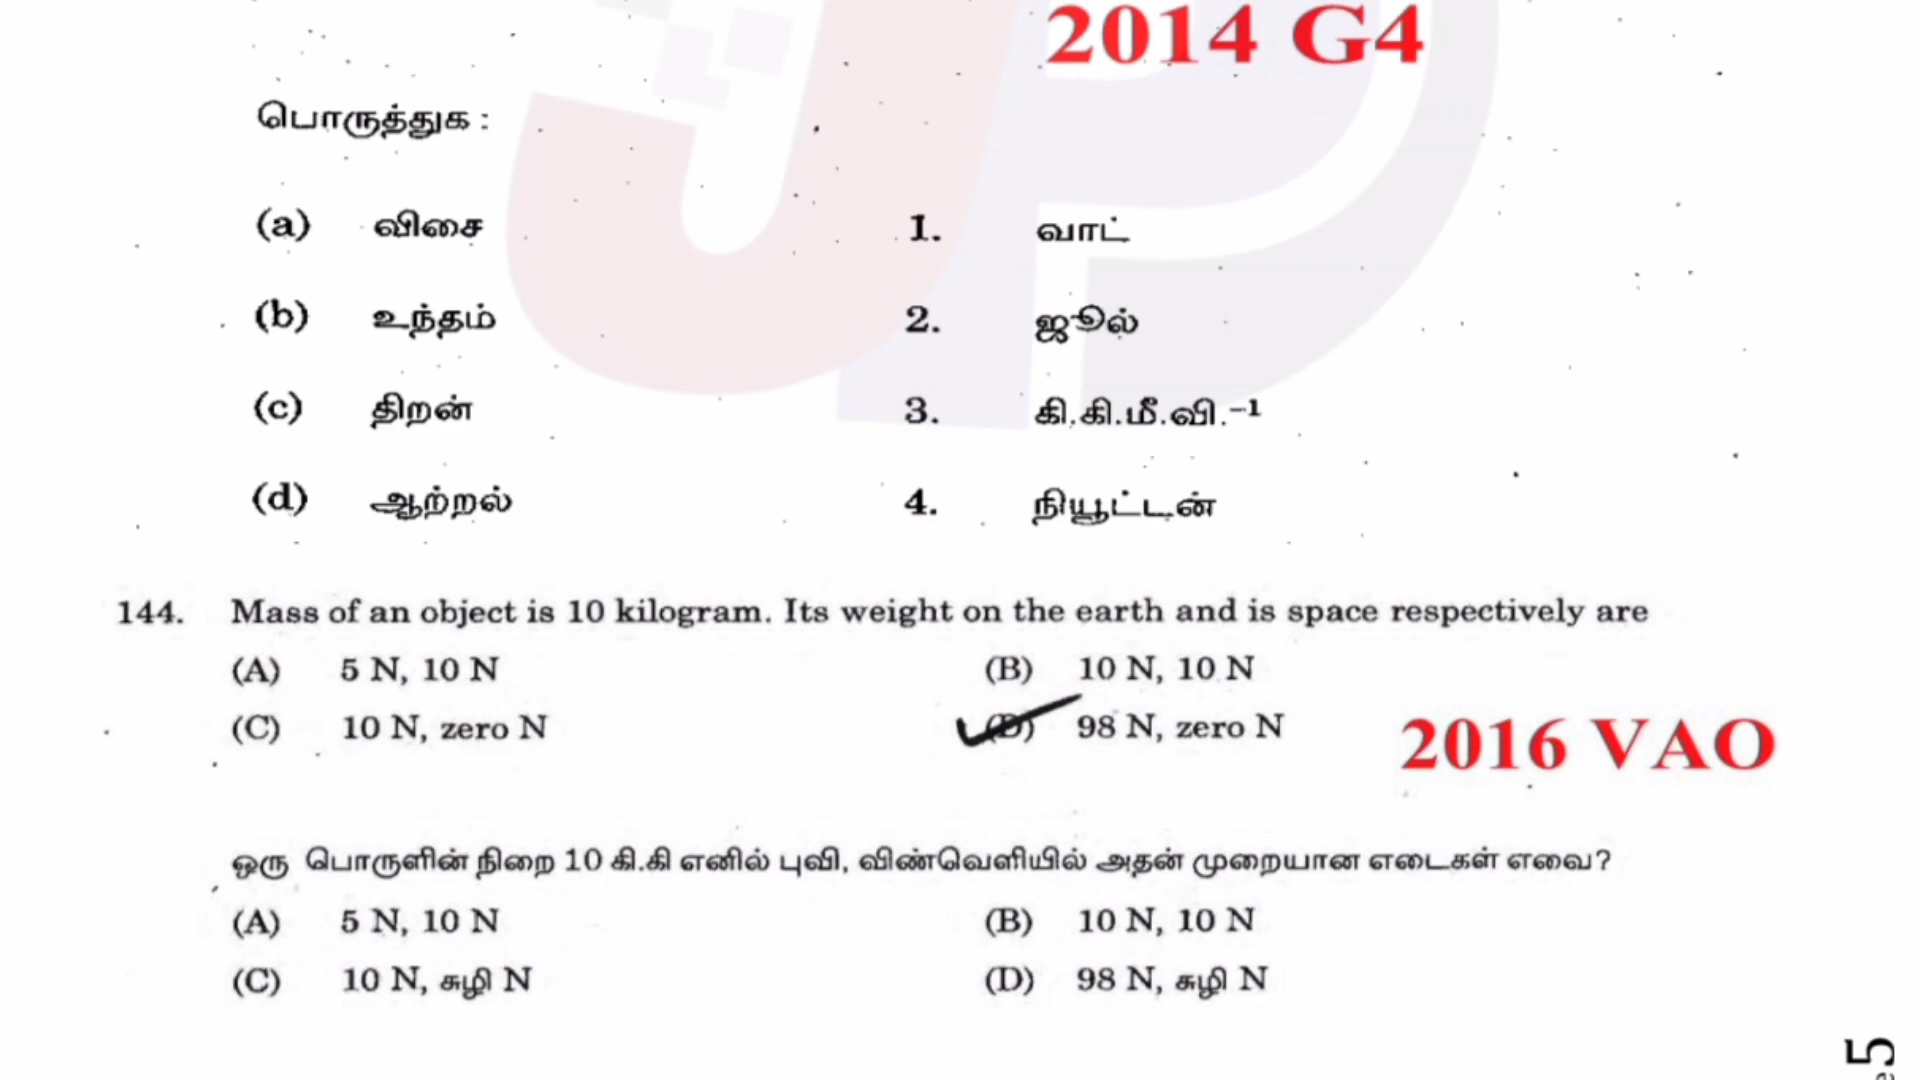 2014 G4
பொருத்துக :
(a) விசை 1. வாட்
(b) உந்தம் 2. ஜூல்
(c) திறன் 3. கி.கி.மீ.வி.–1
(d) ஆற்றல் 4. நியூட்டன்
144. Mass of an object is 10 kilogram. Its weight on the earth and is space respectively are
(A) 5 N, 10 N (B) 10 N, 10 N
(C) 10 N, zero N (D) 98 N, zero N
2016 VAO
ஒரு பொருளின் நிறை 10 கி.கி எனில் புவி, விண்வெளியில் அதன் முறையான எடைகள் எவை?
(A) 5 N, 10 N (B) 10 N, 10 N
(C) 10 N, சுழி N (D) 98 N, சுழி N
5